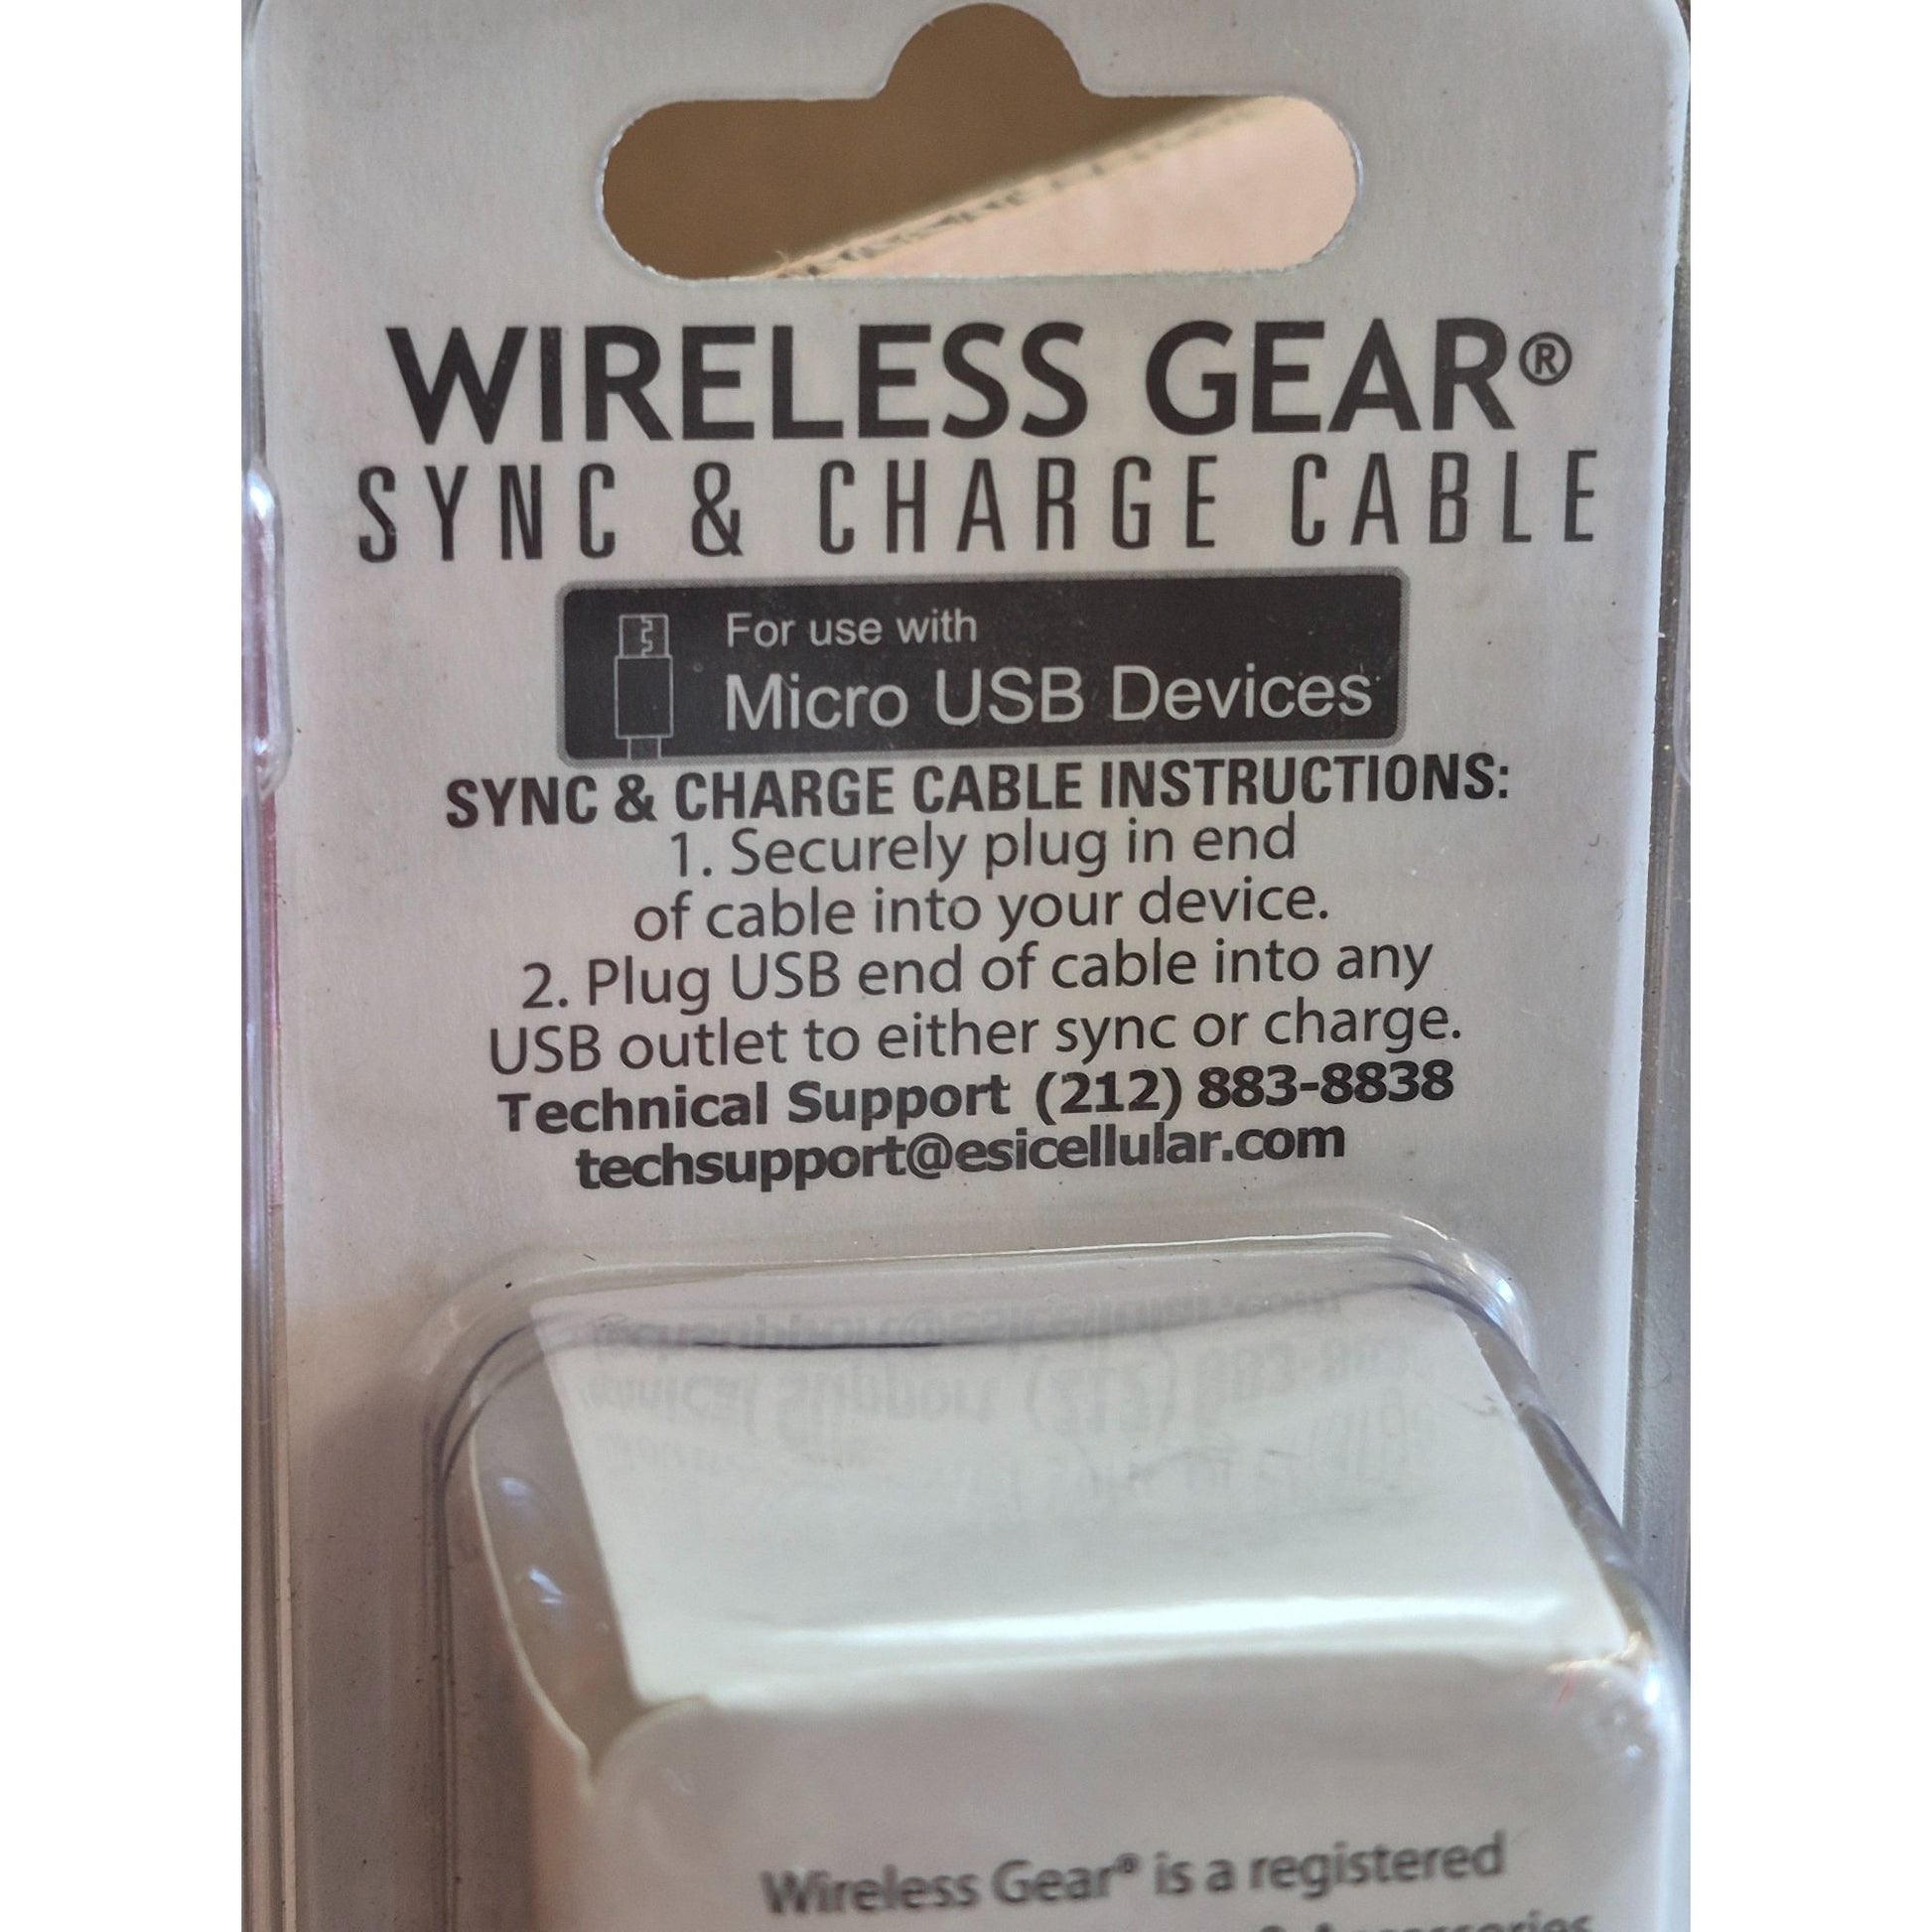 WIRELESS GEAR®
SYNC & CHARGE CABLE
For use with
Micro USB Devices
SYNC & CHARGE CABLE INSTRUCTIONS:
1. Securely plug in end
of cable into your device.
2. Plug USB end of cable into any
USB outlet to either sync or charge.
Technical Support (212) 883-8838
techsupport@esicellular.com
Wireless Gear® is a registered
& Accessories